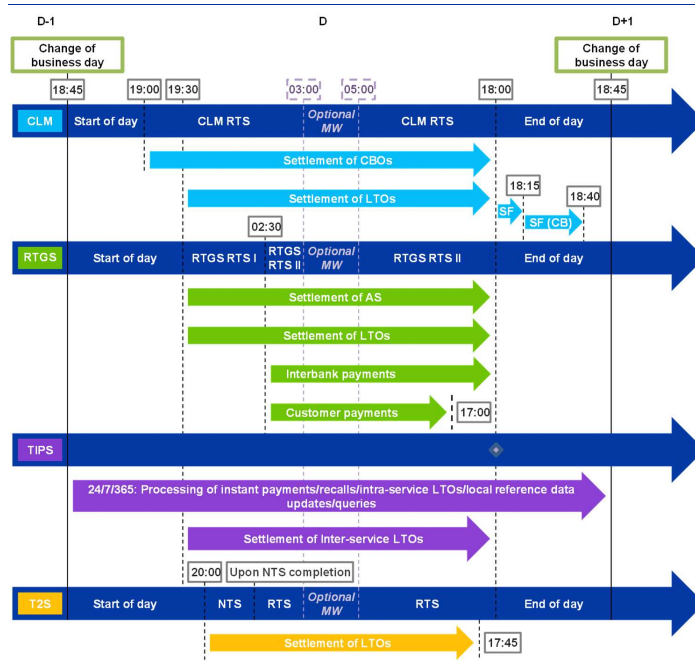 D-1
D
D+1
Change of
business day
Change of
business day
18:45
19:00
19:30
03:00
05:00
18:00
18:45
CLM
Start of day
CLM RTS
Optional
MW
CLM RTS
End of day
Settlement of CBOs
18:15
Settlement of LTOs
SF
18:40
SF (CB)
02:30
RTGS
Start of day
RTGS RTS I
RTGS
RTS II
Optional
MW
RTGS RTS II
End of day
Settlement of AS
Settlement of LTOs
Interbank payments
Customer payments
17:00
TIPS
24/7/365: Processing of instant payments/recalls/intra-service LTOs/local reference data
updates/queries
Settlement of Inter-service LTOs
20:00
Upon NTS completion
T2S
Start of day
NTS
RTS
Optional
MW
RTS
End of day
Settlement of LTOs
17:45